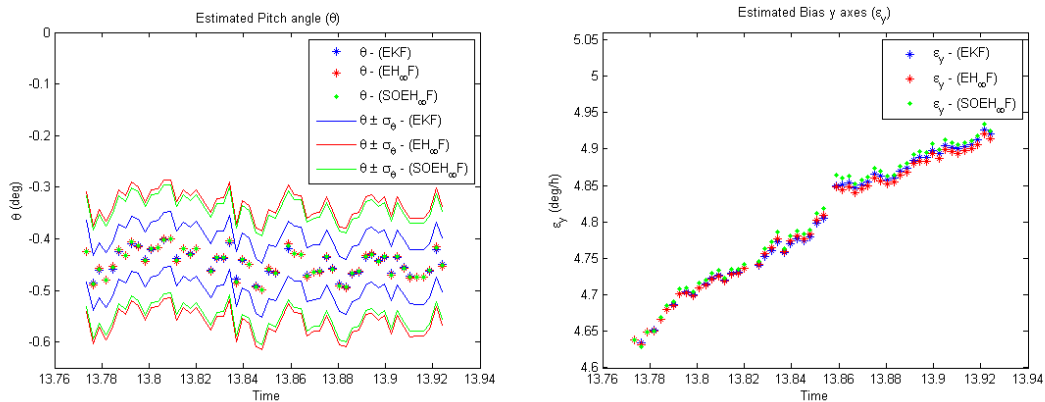 Estimated Pitch angle (θ)
0
-0.1
-0.2
-0.3
-0.4
-0.5
-0.6
θ (deg)
13.76 13.78 13.8 13.82 13.84 13.86 13.88 13.9 13.92 13.94
Time
θ - (EKF)
θ - (EH∞F)
θ - (SOEH∞F)
θ ± σθ - (EKF)
θ ± σθ - (EH∞F)
θ ± σθ - (SOEH∞F)
Estimated Bias y axes (εy)
5.05
5
4.95
4.9
4.85
4.8
4.75
4.7
4.65
4.6
εy (deg/h)
13.76 13.78 13.8 13.82 13.84 13.86 13.88 13.9 13.92 13.94
Time
εy - (EKF)
εy - (EH∞F)
εy - (SOEH∞F)